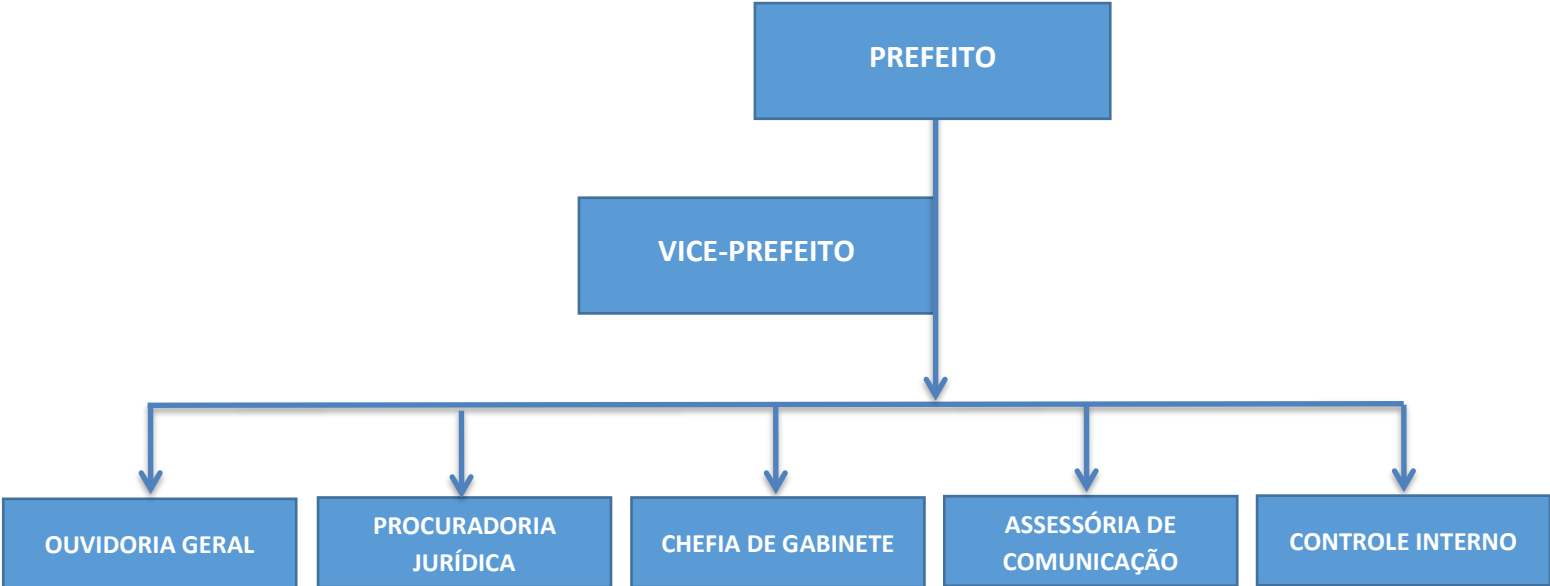 PREFEITO
VICE-PREFEITO
OUVIDORIA GERAL
PROCURADORIA
JURÍDICA
CHEFIA DE GABINETE
ASSESSÓRIA DE
COMUNICAÇÃO
CONTROLE INTERNO